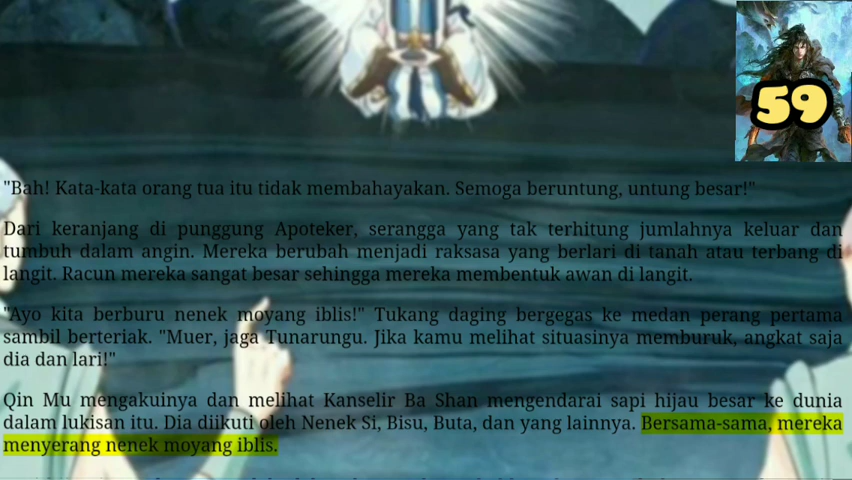 59
"Bah! Kata-kata orang tua itu tidak membahayakan. Semoga beruntung, untung besar!"
Dari keranjang di punggung Apoteker, serangga yang tak terhitung jumlahnya keluar dan
tumbuh dalam angin. Mereka berubah menjadi raksasa yang berlari di tanah atau terbang di
langit. Racun mereka sangat besar sehingga mereka membentuk awan di langit.
"Ayo kita berburu nenek moyang iblis!" Tukang daging bergegas ke medan perang pertama
sambil berteriak. "Muer, jaga Tunarungu. Jika kamu melihat situasinya memburuk, angkat saja
dia dan lari!"
Qin Mu mengakuinya dan melihat Kanselir Ba Shan mengendarai sapi hijau besar ke dunia
dalam lukisan itu. Dia diikuti oleh Nenek Si, Bisu, Buta, dan yang lainnya. Bersama-sama, mereka
menyerang nenek moyang iblis.